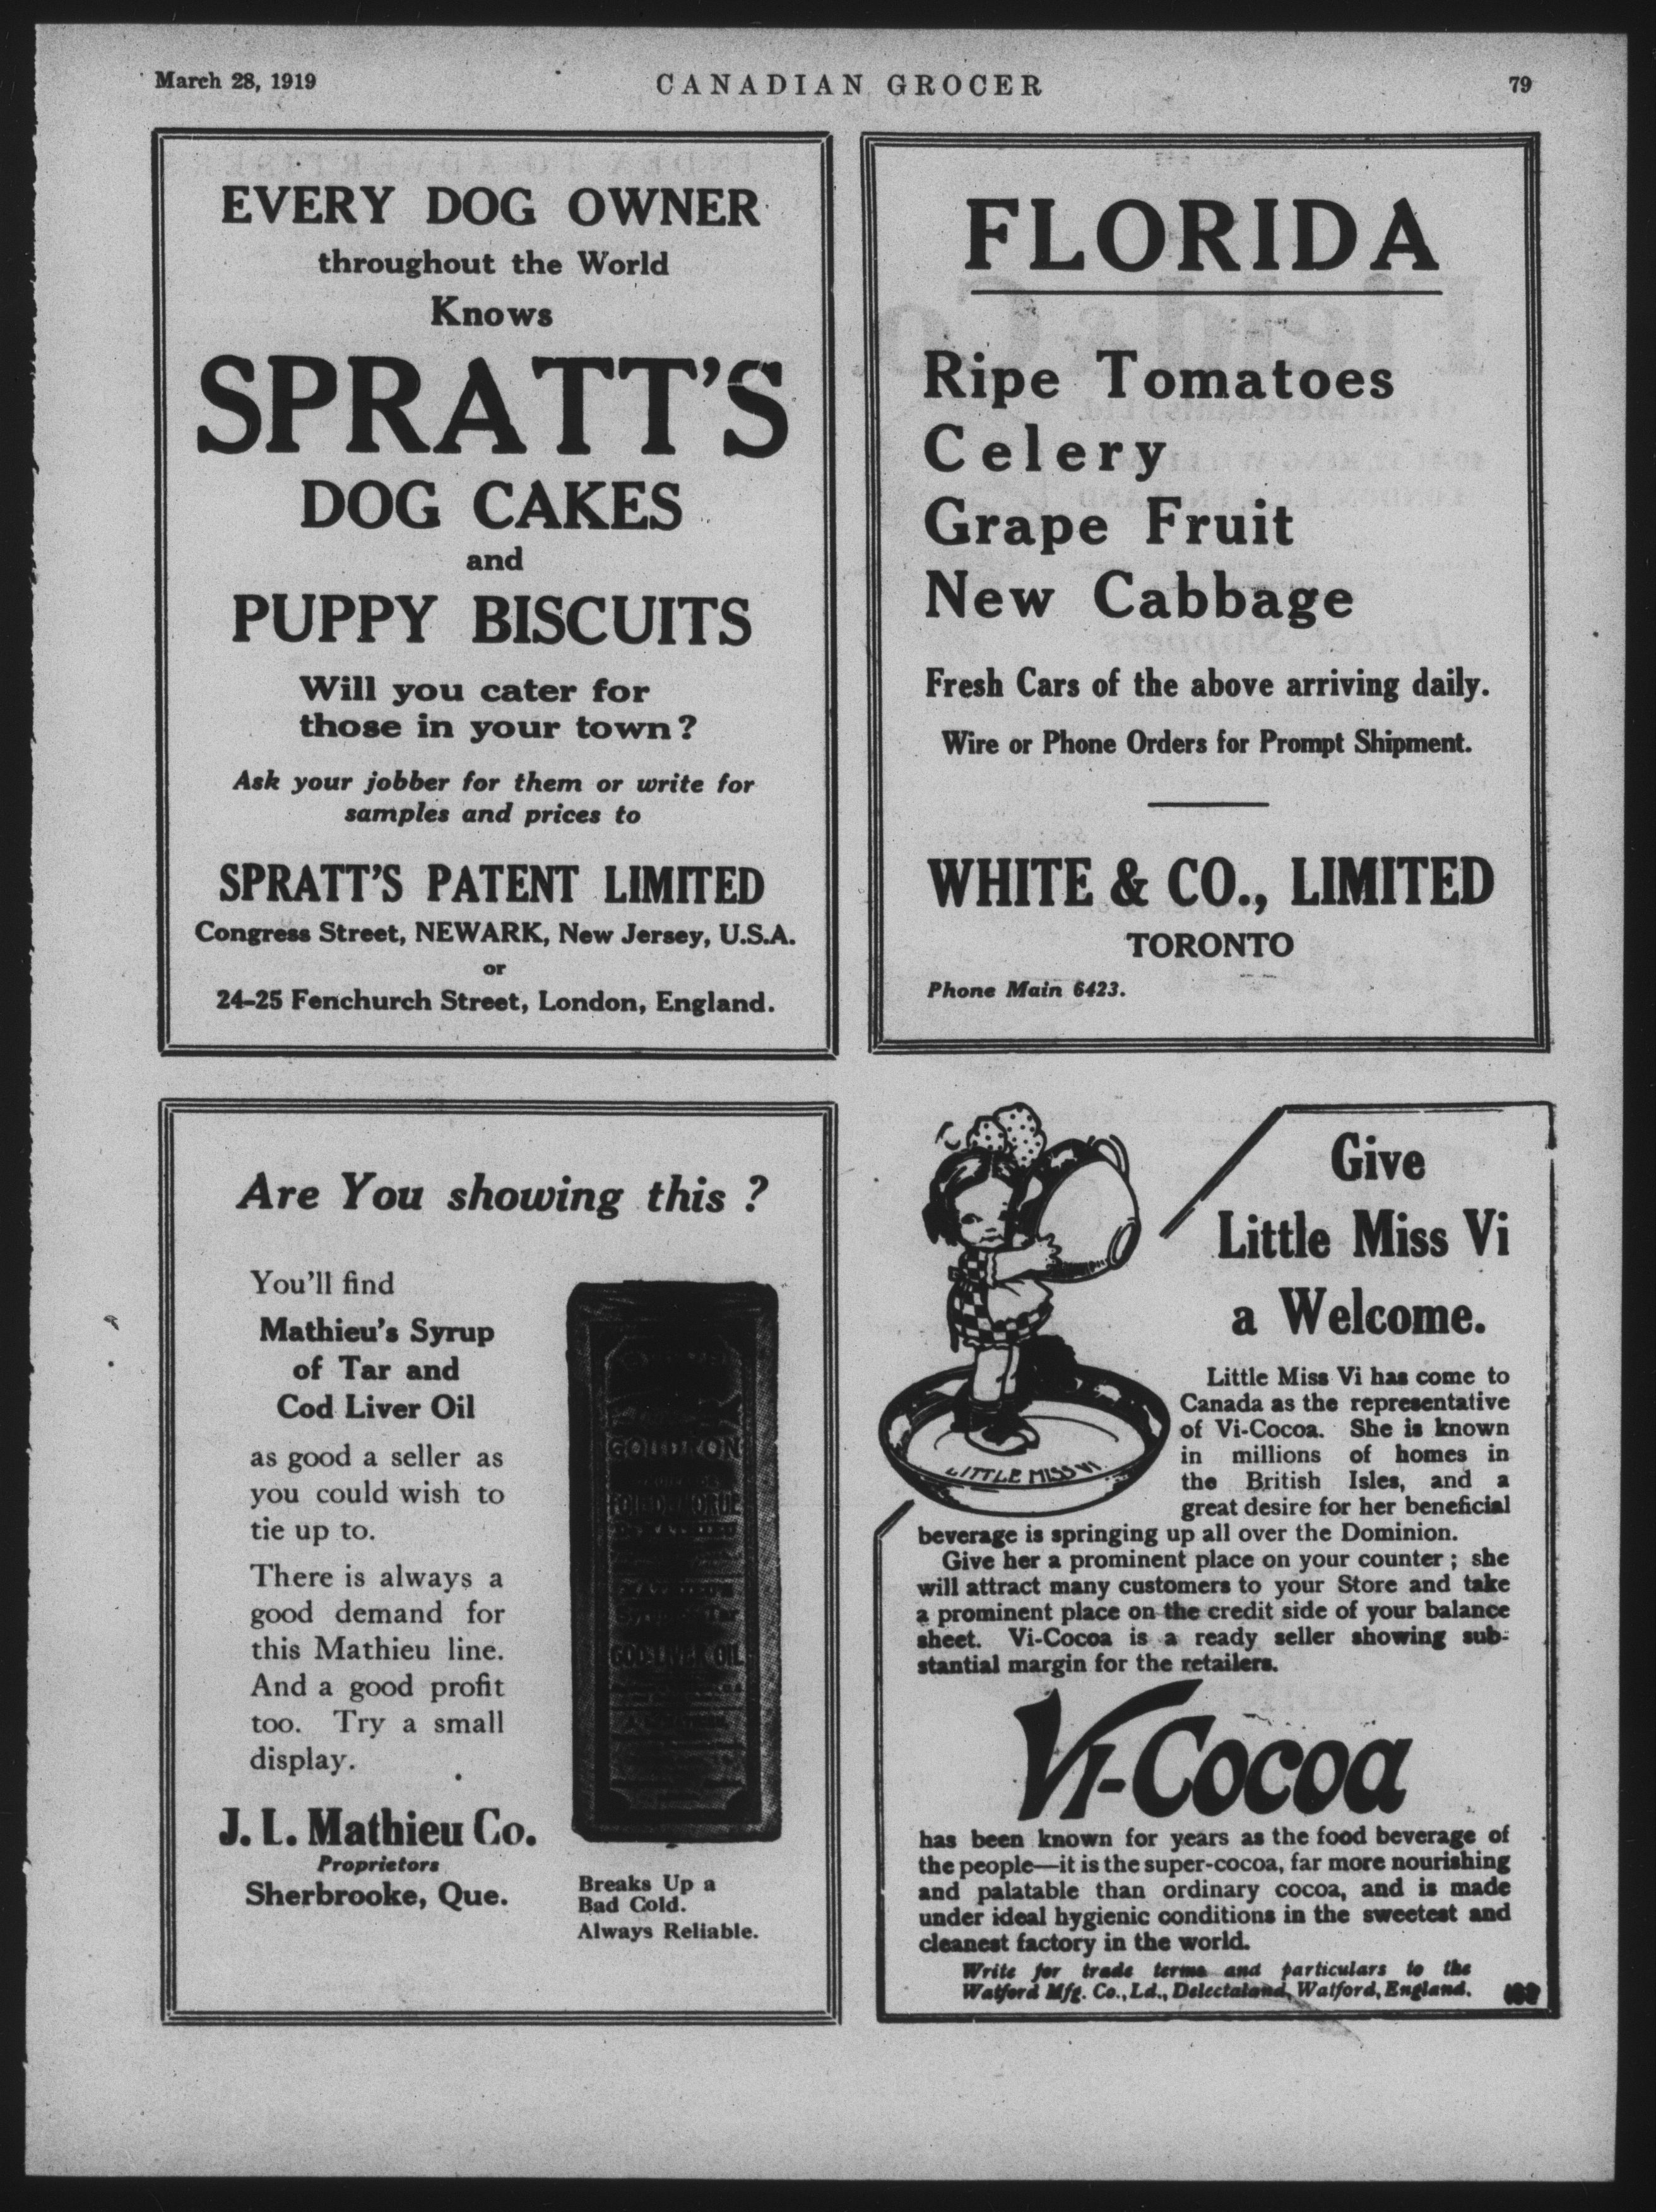 March 28, 1919
CANADIAN GROCER
79
EVERY DOG OWNER
throughout the World
Knows
SPRATT'S
DOG CAKES
and
PUPPY BISCUITS
Will you cater for
those in your town?
Ask your jobber for them or write for
samples and prices to
SPRATT'S PATENT LIMITED
Congress Street, NEWARK, New Jersey, U.S.A.
or
24-25 Fenchurch Street, London, England.
FLORIDA
Ripe Tomatoes
Celery
Grape Fruit
New Cabbage
Fresh Cars of the above arriving daily.
Wire or Phone Orders for Prompt Shipment.
WHITE & CO., LIMITED
TORONTO
Phone Main 6423.
Are You showing this?
You'll find
Mathieu's Syrup
of Tar and
Cod Liver Oil
as good a seller as
you could wish to
tie up to.
There is always a
good demand for
this Mathieu line.
And a good profit
too. Try a small
display.
J. L. Mathieu Co.
Proprietors
Sherbrooke, Que.
GOUDRON
Breaks Up a
Bad Cold.
Always Reliable.
Give
Little Miss Vi
a Welcome.
LITTLE MISS VI.
Little Miss Vi has come to
Canada as the representative
of Vi-Cocoa. She is known
in millions of homes in
the British Isles, and a
great desire for her beneficial
beverage is springing up all over the Dominion.
Give her a prominent place on your counter; she
will attract many customers to your Store and take
a prominent place on the credit side of your balance
sheet. Vi-Cocoa is a ready seller showing sub-
stantial margin for the retailers.
Vi-Cocoa
has been known for years as the food beverage of
the people—it is the super-cocoa, far more nourishing
and palatable than ordinary cocoa, and is made
under ideal hygienic conditions in the sweetest and
cleanest factory in the world.
Write for trade terms and particulars to the
Watford Mfg. Co., Ld., Delectaland, Watford, England.